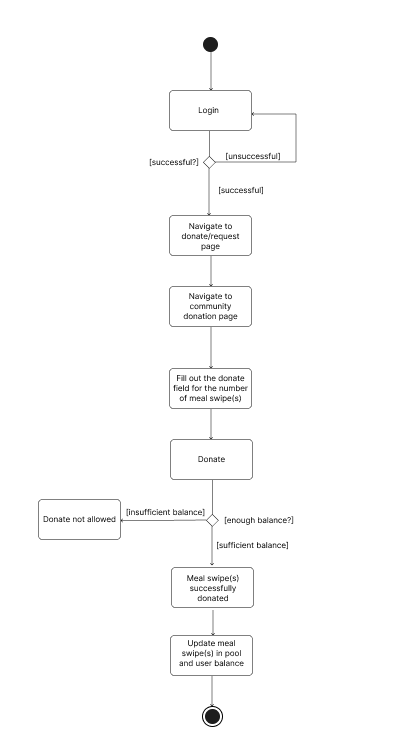 Login
[successful?]
[unsuccessful]
[successful]
Navigate to
donate/request
page
Navigate to
community
donation page
Fill out the donate
field for the number
of meal swipe(s)
Donate
Donate not allowed
[insufficient balance]
[enough balance?]
[sufficient balance]
Meal swipe(s)
successfully
donated
Update meal
swipe(s) in pool
and user balance